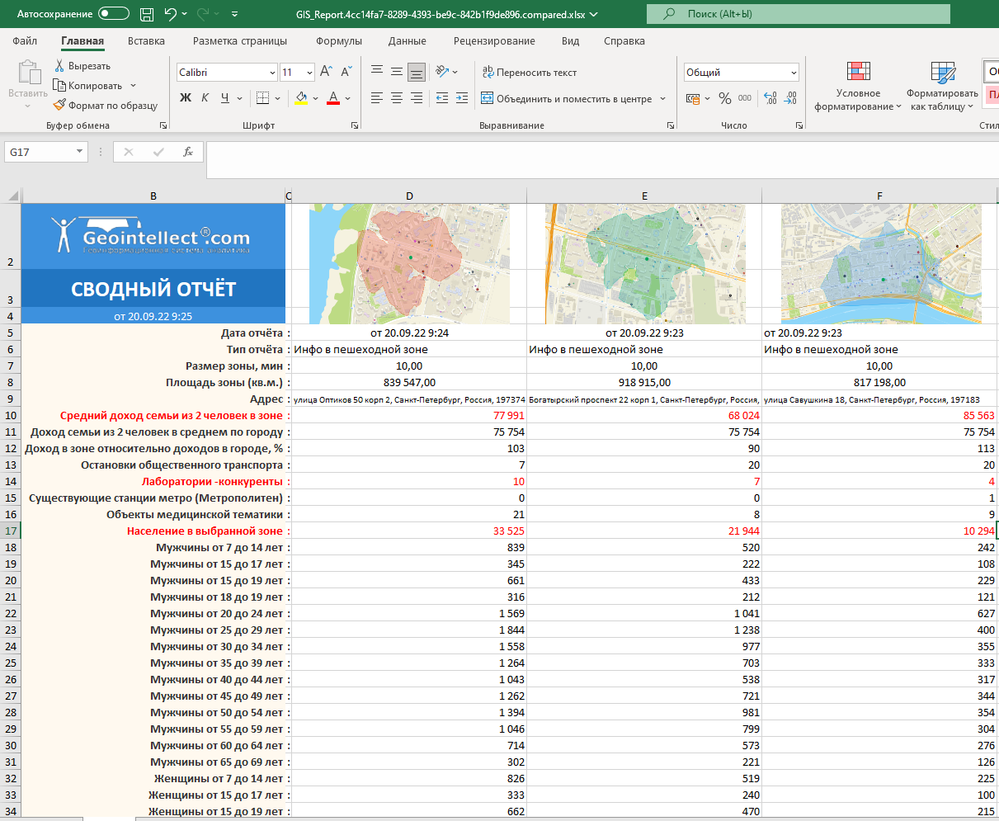 Автосохранение
GIS_Report.4cc14fa7-8289-4393-be9c-842b1f9de896.compared.xlsx
Поиск (Alt+Ы)
Файл Главная Вставка Разметка страницы Формулы Данные Рецензирование Вид Справка
Вставить
Вырезать
Копировать
Формат по образцу
Буфер обмена
Calibri 11
Ж К Ч
Шрифт
Переносить текст
Объединить и поместить в центре
Выравнивание
Общий
% 000
Число
Условное форматирование
Форматировать как таблицу
G17
fx
B C D E F
2 Geointellect®.com
Геоинформационная система аналитика
3 СВОДНЫЙ ОТЧЁТ
4 от 20.09.22 9:25
5 Дата отчёта : от 20.09.22 9:24 от 20.09.22 9:23 от 20.09.22 9:23
6 Тип отчёта : Инфо в пешеходной зоне Инфо в пешеходной зоне Инфо в пешеходной зоне
7 Размер зоны, мин : 10,00 10,00 10,00
8 Площадь зоны (кв.м.) : 839 547,00 918 915,00 817 198,00
9 Адрес : улица Оптиков 50 корп 2, Санкт-Петербург, Россия, 197374 Богатырский проспект 22 корп 1, Санкт-Петербург, Россия, улица Савушкина 18, Санкт-Петербург, Россия, 197183
10 Средний доход семьи из 2 человек в зоне : 77 991 68 024 85 563
11 Доход семьи из 2 человек в среднем по городу : 75 754 75 754 75 754
12 Доход в зоне относительно доходов в городе, % : 103 90 113
13 Остановки общественного транспорта : 7 20 20
14 Лаборатории -конкуренты : 10 7 4
15 Существующие станции метро (Метрополитен) : 0 0 1
16 Объекты медицинской тематики : 21 8 9
17 Население в выбранной зоне : 33 525 21 944 10 294
18 Мужчины от 7 до 14 лет : 839 520 242
19 Мужчины от 15 до 17 лет : 345 222 108
20 Мужчины от 15 до 19 лет : 661 433 229
21 Мужчины от 18 до 19 лет : 316 212 121
22 Мужчины от 20 до 24 лет : 1 569 1 041 627
23 Мужчины от 25 до 29 лет : 1 844 1 238 400
24 Мужчины от 30 до 34 лет : 1 558 977 355
25 Мужчины от 35 до 39 лет : 1 264 703 333
26 Мужчины от 40 до 44 лет : 1 043 538 317
27 Мужчины от 45 до 49 лет : 1 262 721 344
28 Мужчины от 50 до 54 лет : 1 394 981 354
29 Мужчины от 55 до 59 лет : 1 046 799 304
30 Мужчины от 60 до 64 лет : 714 573 276
31 Мужчины от 65 до 69 лет : 302 221 126
32 Женщины от 7 до 14 лет : 826 519 225
33 Женщины от 15 до 17 лет : 333 240 100
34 Женщины от 15 до 19 лет : 662 470 215